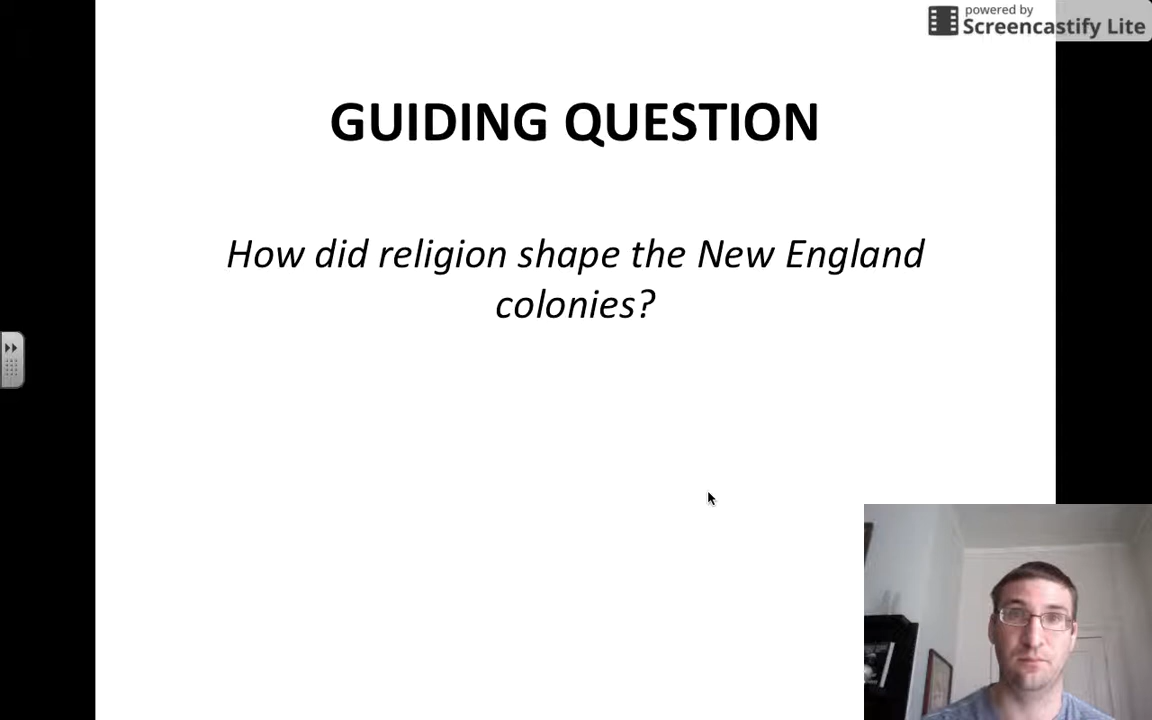 powered by
Screencastify Lite
GUIDING QUESTION
How did religion shape the New England
colonies?